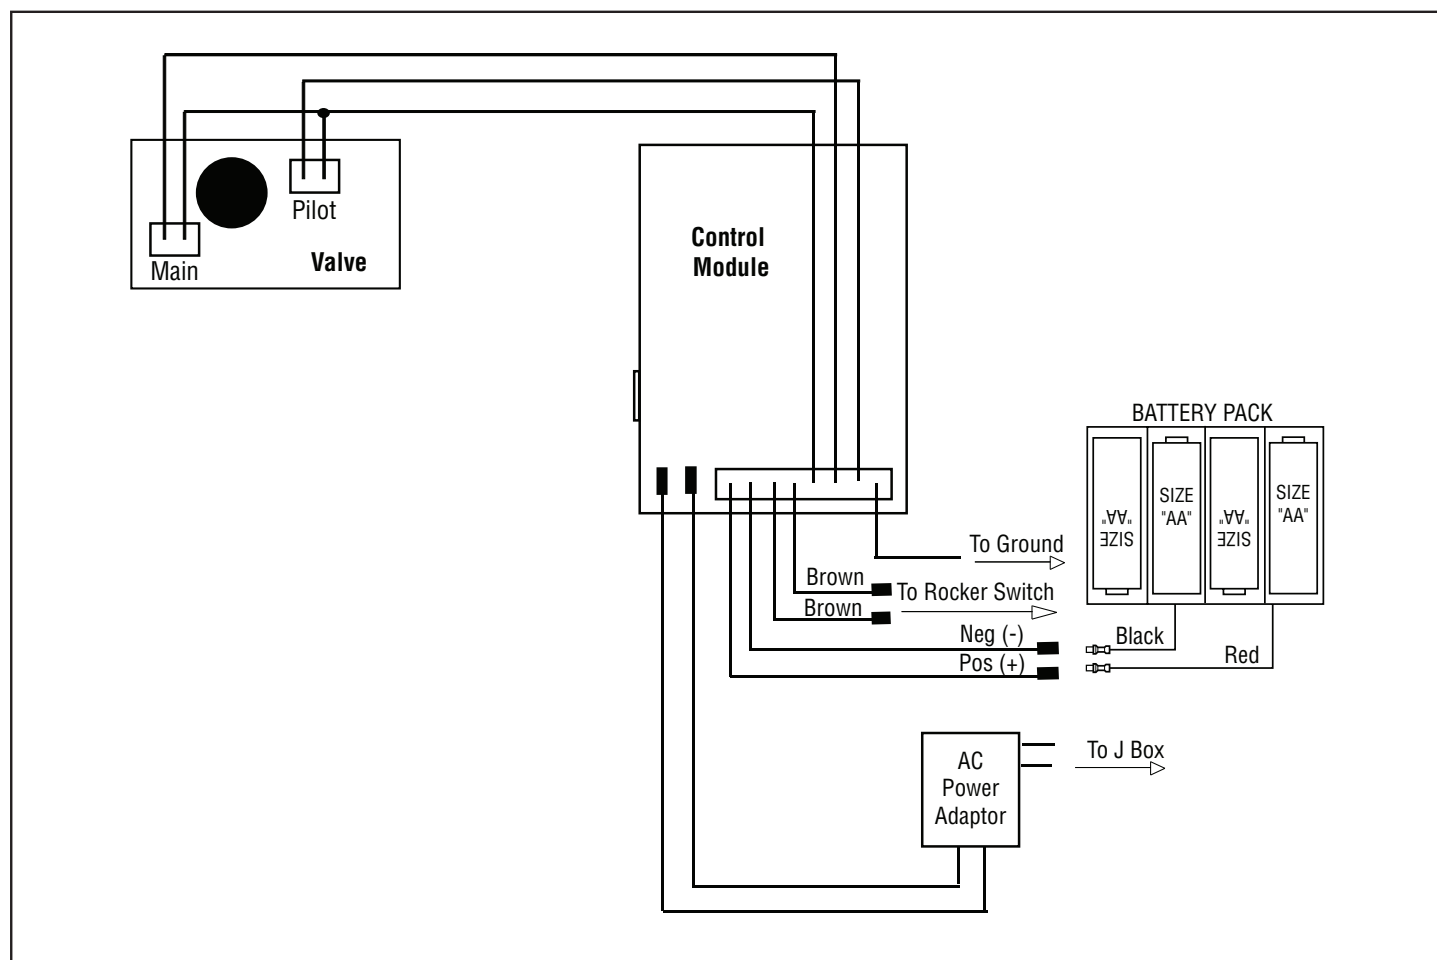 Pilot
Main
Valve
Control
Module
BATTERY PACK
SIZE
"AA"
SIZE
"AA"
SIZE
"AA"
SIZE
"AA"
To Ground
Brown
To Rocker Switch
Brown
Neg (-)
Black
Pos (+)
Red
AC
Power
Adaptor
To J Box